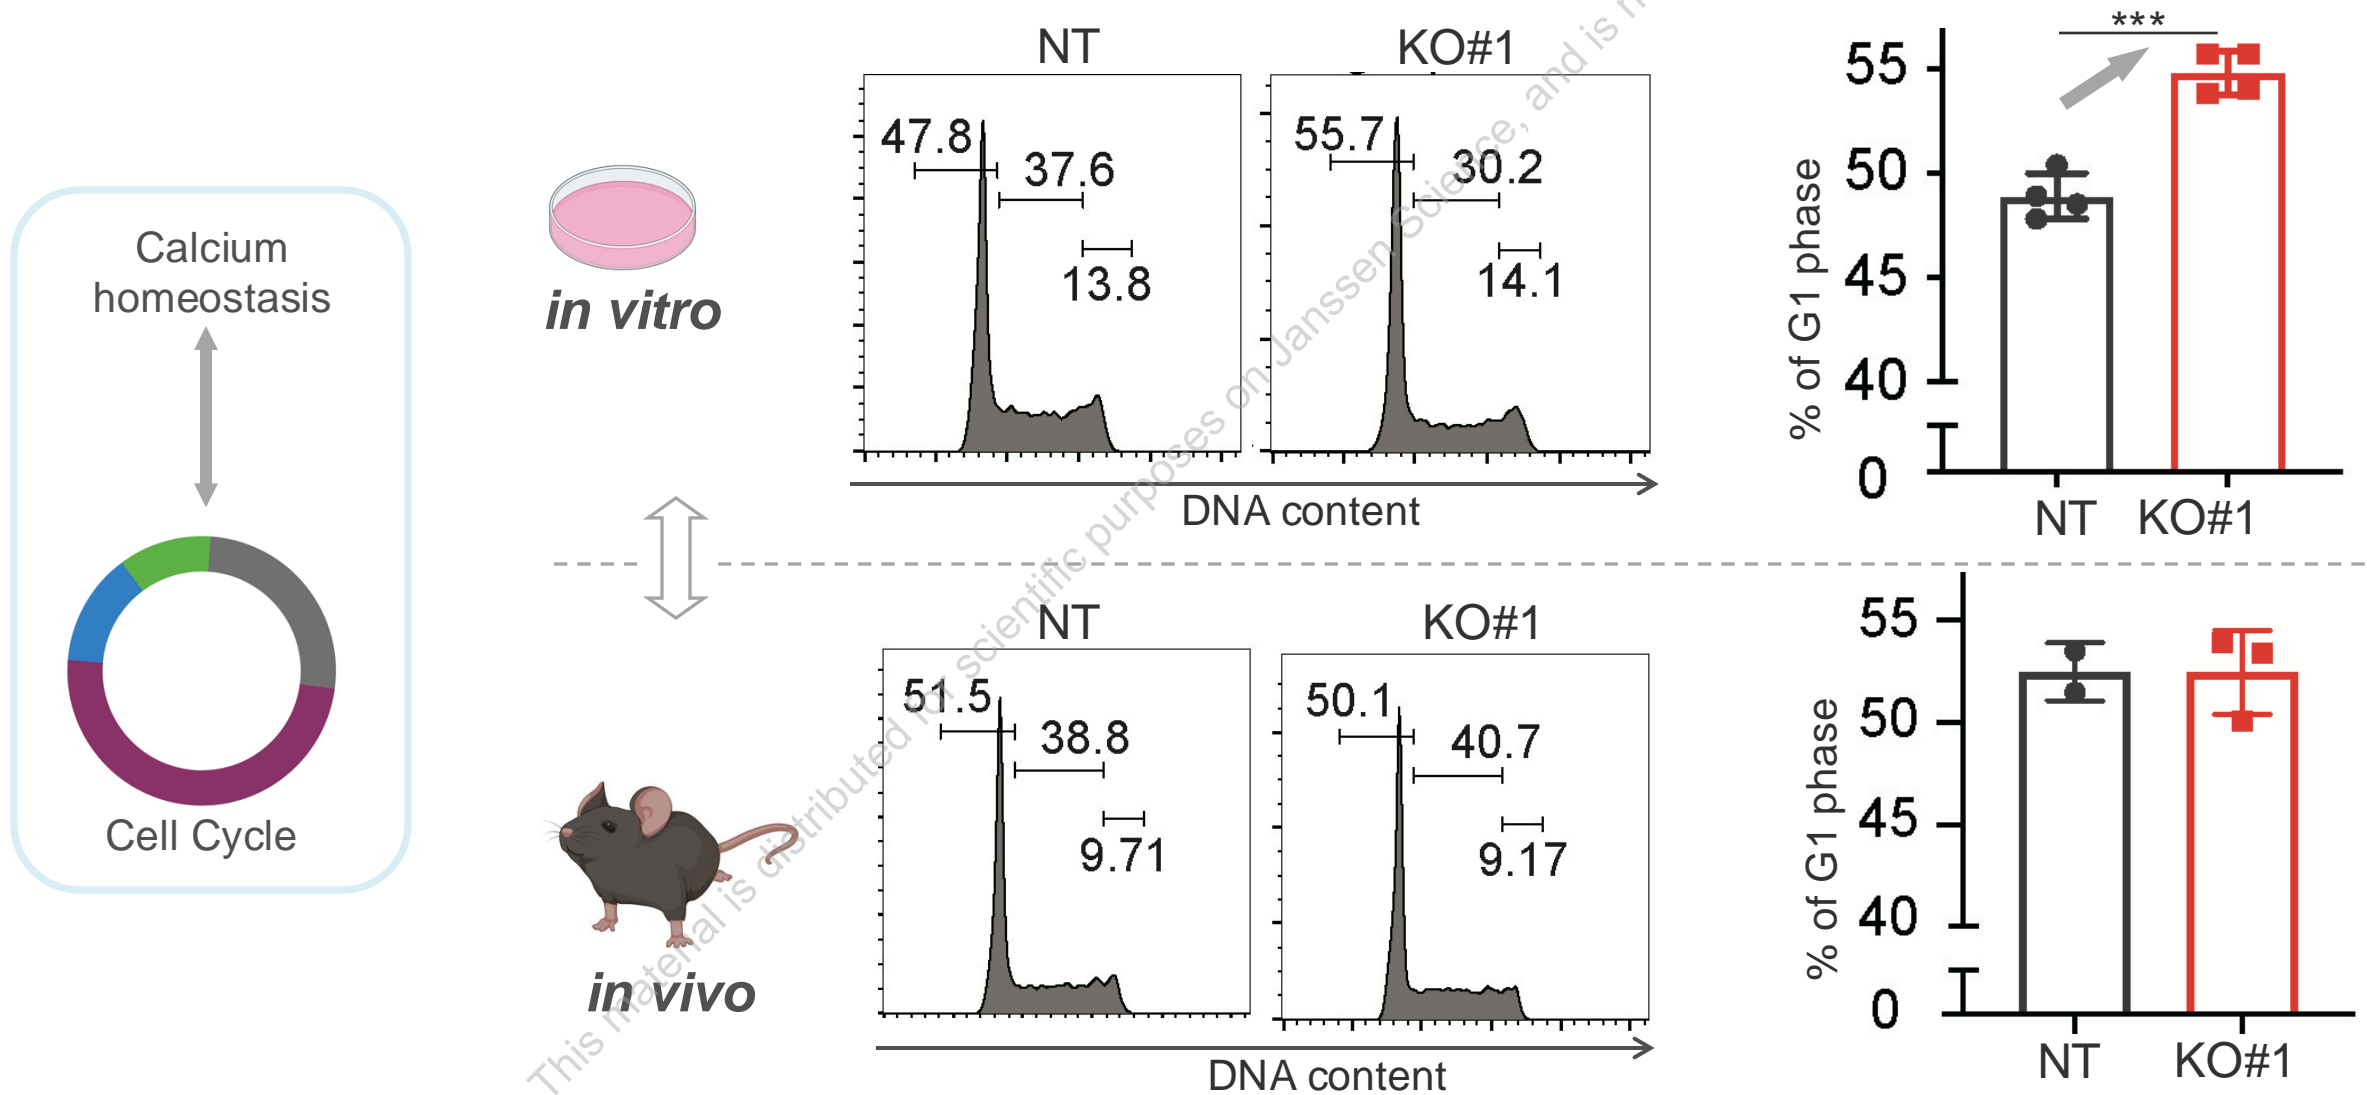 Calcium
homeostasis
Cell Cycle
in vitro
NT
47.8
37.6
13.8
KO#1
55.7
30.2
14.1
DNA content
***
% of G1 phase
55
50
45
40
0
NT
KO#1
in vivo
NT
51.5
38.8
9.71
KO#1
50.1
40.7
9.17
DNA content
% of G1 phase
55
50
45
40
0
NT
KO#1
This material is distributed for scientific purposes on Janssen Science, and is